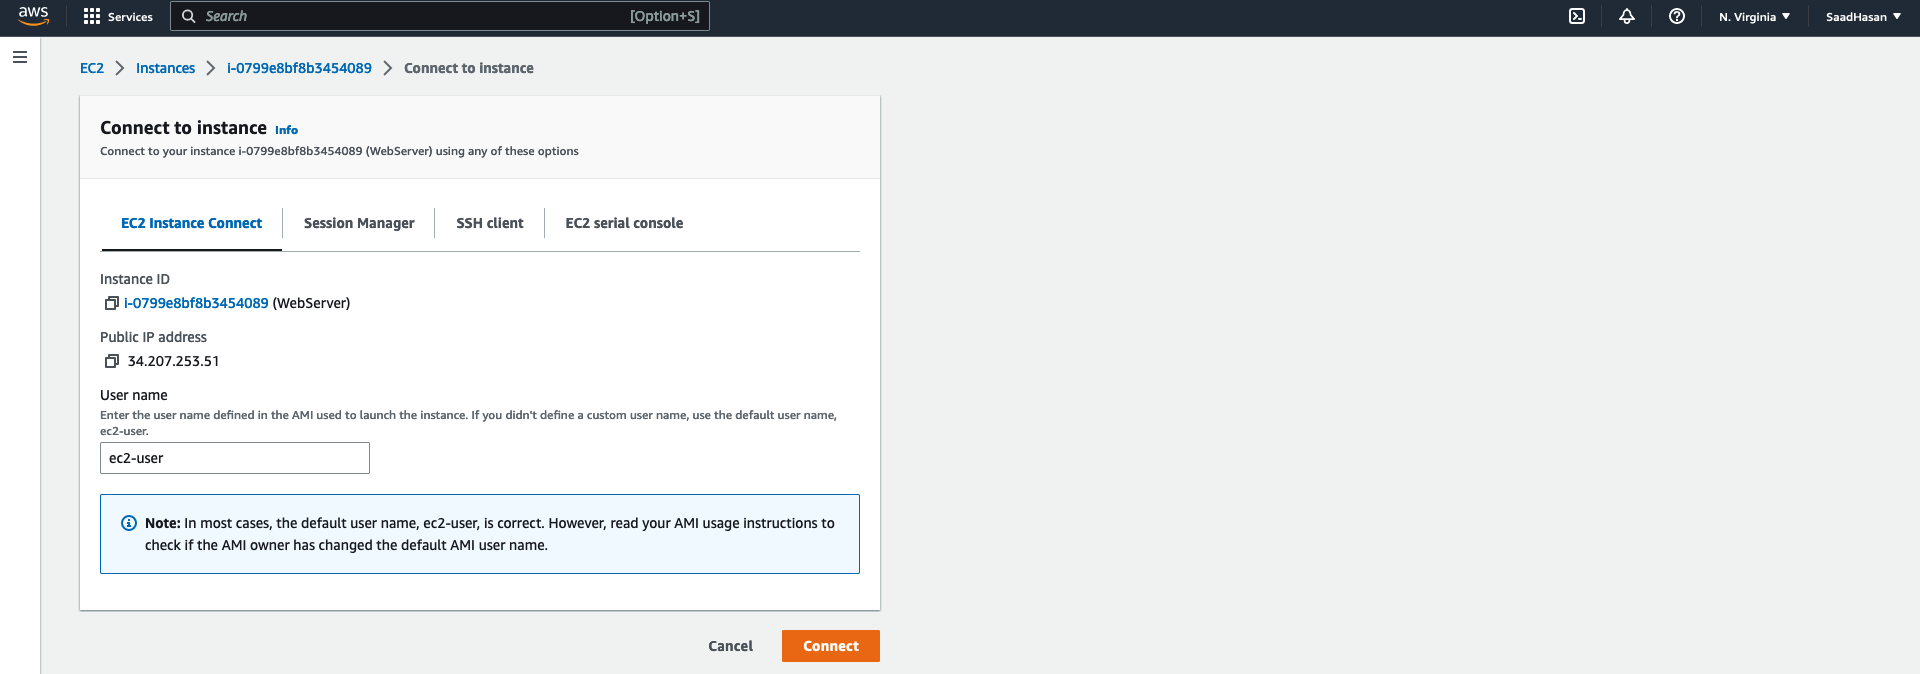 aws Services Search [Option+S] N. Virginia SaadHasan
EC2 Instances i-0799e8bf8b3454089 Connect to instance
Connect to instance Info
Connect to your instance i-0799e8bf8b3454089 (WebServer) using any of these options
EC2 Instance Connect Session Manager SSH client EC2 serial console
Instance ID
i-0799e8bf8b3454089 (WebServer)
Public IP address
34.207.253.51
User name
Enter the user name defined in the AMI used to launch the instance. If you didn't define a custom user name, use the default user name,
ec2-user.
ec2-user
Note: In most cases, the default user name, ec2-user, is correct. However, read your AMI usage instructions to
check if the AMI owner has changed the default AMI user name.
Cancel Connect